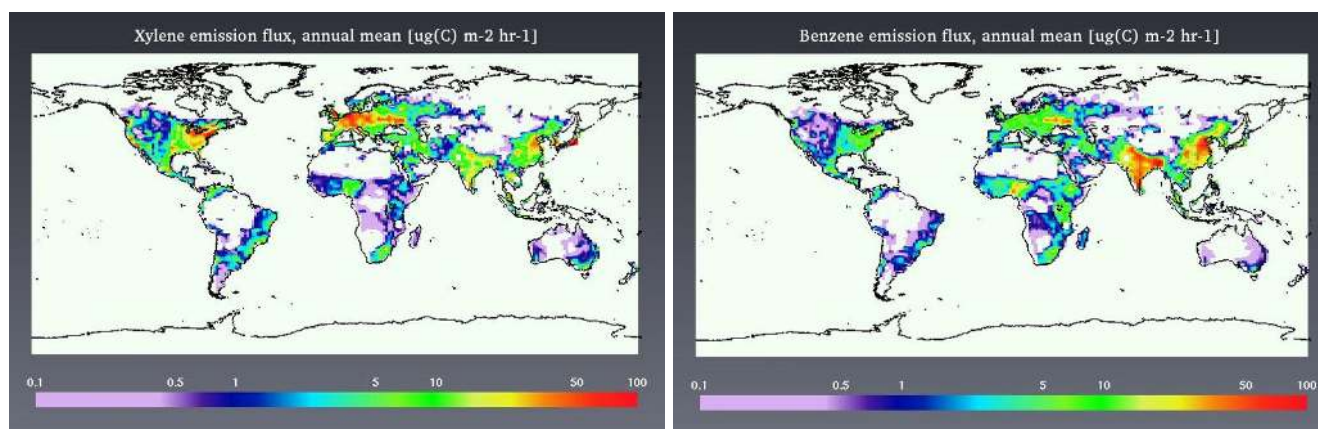 Xylene emission flux, annual mean [ug(C) m-2 hr-1]
0.1 0.5 1 5 10 50 100
Benzene emission flux, annual mean [ug(C) m-2 hr-1]
0.1 0.5 1 5 10 50 100